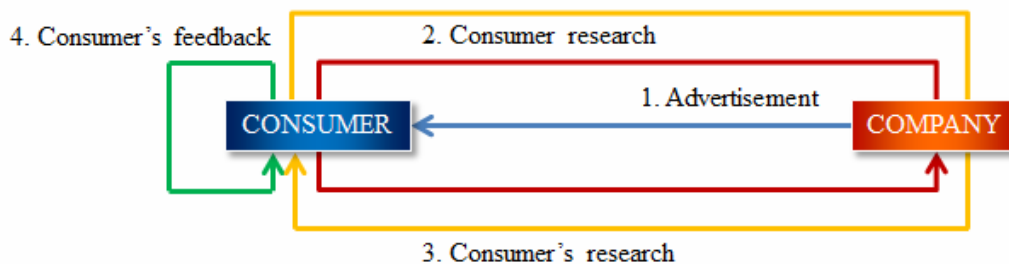 4. Consumer’s feedback
2. Consumer research
1. Advertisement
CONSUMER
COMPANY
3. Consumer’s research